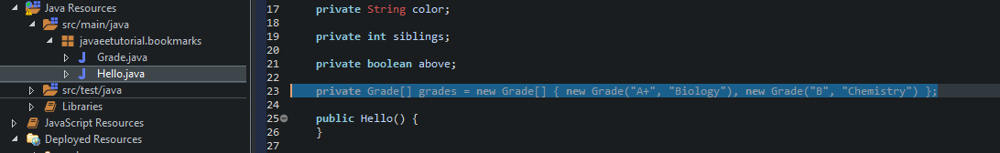 Java Resources
src/main/java
javaeetutorial.bookmarks
Grade.java
Hello.java
src/test/java
Libraries
JavaScript Resources
Deployed Resources
17 private String color;
18
19 private int siblings;
20
21 private boolean above;
22
23 private Grade[] grades = new Grade[] { new Grade("A+", "Biology"), new Grade("B", "Chemistry") };
24
25 public Hello() {
26 }
27